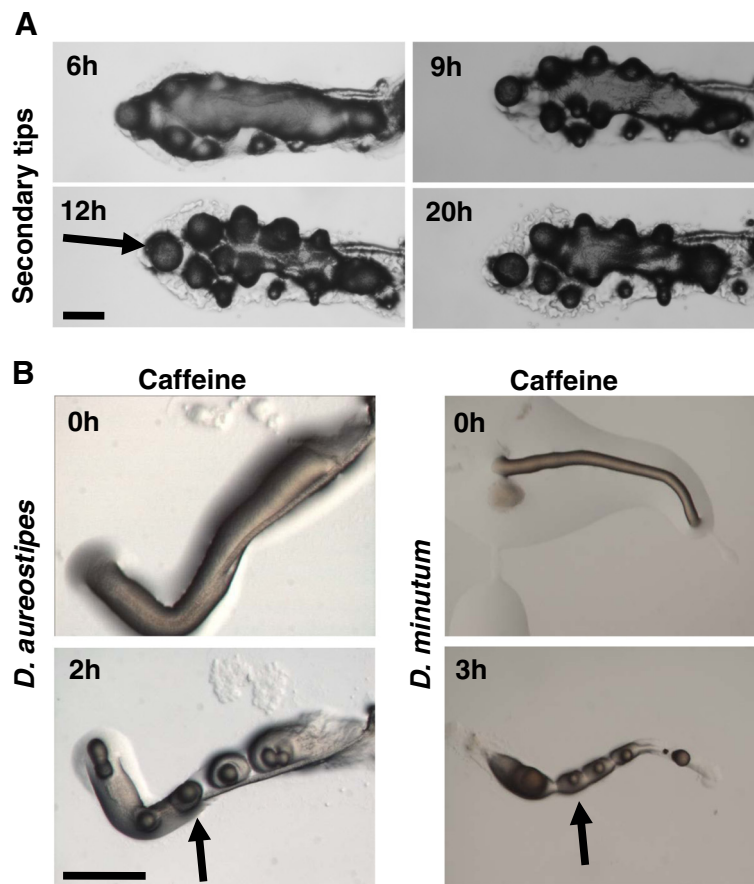 A
Secondary tips
6h
9h
12h
20h
B
Caffeine
Caffeine
D. aureostipes
0h
D. minutum
0h
2h
3h